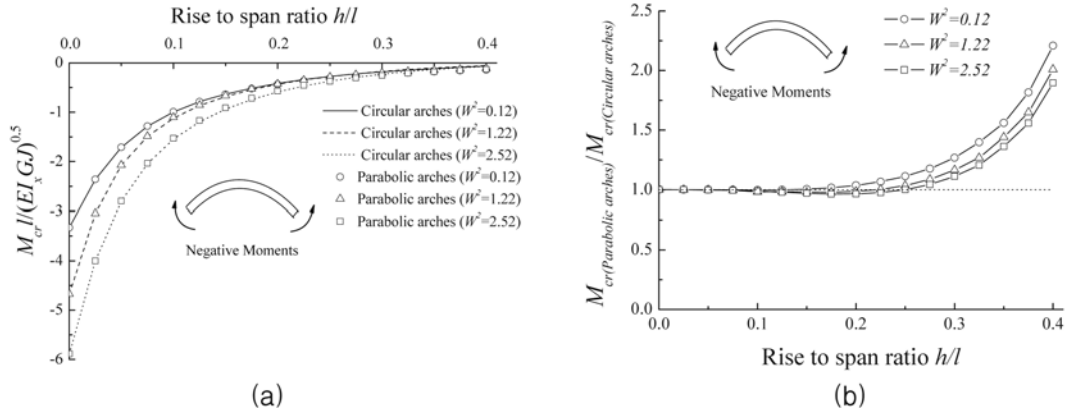 Rise to span ratio h/l
0.0 0.1 0.2 0.3 0.4
0
-1
-2
-3
-4
-5
-6
M_cr l/(EI_x GJ)^0.5
Circular arches (W²=0.12)
Circular arches (W²=1.22)
Circular arches (W²=2.52)
Parabolic arches (W²=0.12)
Parabolic arches (W²=1.22)
Parabolic arches (W²=2.52)
Negative Moments
(a)
M_cr(Parabolic arches)/M_cr(Circular arches)
2.5
2.0
1.5
1.0
0.5
0.0
0.0 0.1 0.2 0.3 0.4
Negative Moments
W²=0.12
W²=1.22
W²=2.52
Rise to span ratio h/l
(b)